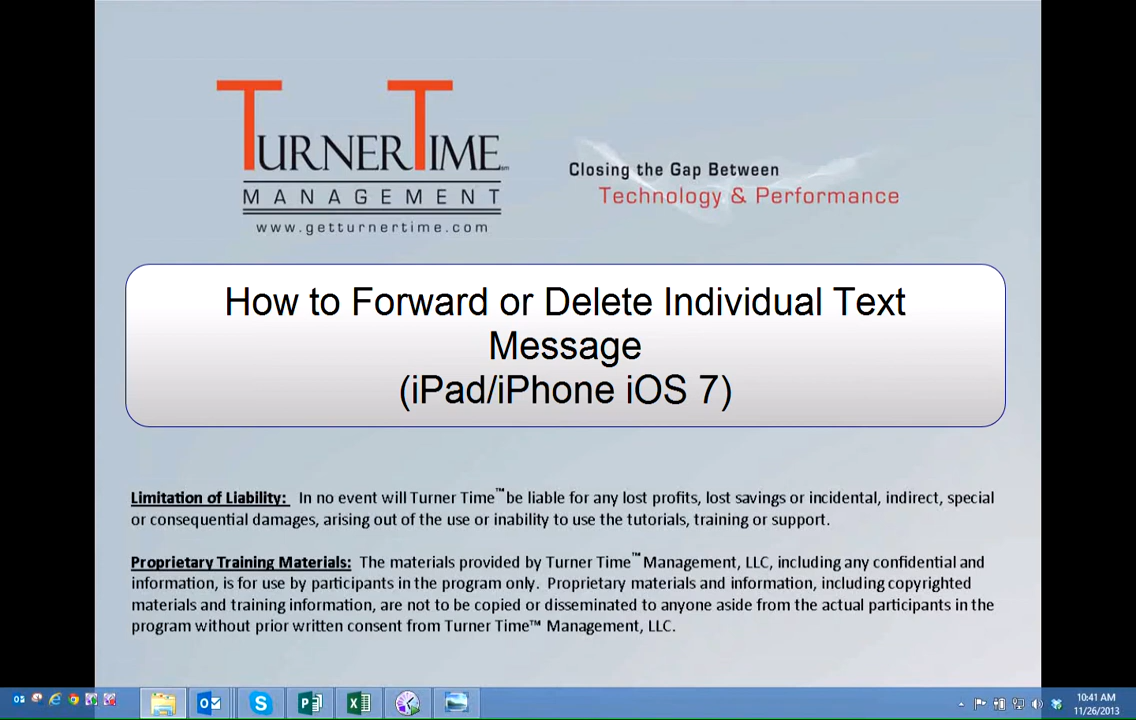 TURNERTIME
MANAGEMENT
www.getturnertime.com
Closing the Gap Between
Technology & Performance
How to Forward or Delete Individual Text
Message
(iPad/iPhone iOS 7)
Limitation of Liability: In no event will Turner Time™ be liable for any lost profits, lost savings or incidental, indirect, special
or consequential damages, arising out of the use or inability to use the tutorials, training or support.
Proprietary Training Materials: The materials provided by Turner Time™ Management, LLC, including any confidential and
information, is for use by participants in the program only. Proprietary materials and information, including copyrighted
materials and training information, are not to be copied or disseminated to anyone aside from the actual participants in the
program without prior written consent from Turner Time™ Management, LLC.
10:41 AM
11/26/2013